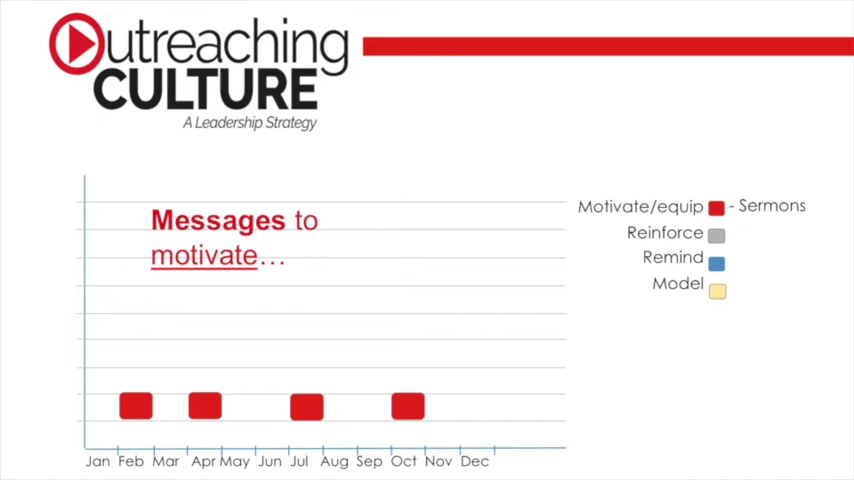 Outreaching
CULTURE
A Leadership Strategy
Messages to
motivate...
Motivate/equip - Sermons
Reinforce
Remind
Model
Jan Feb Mar Apr May Jun Jul Aug Sep Oct Nov Dec